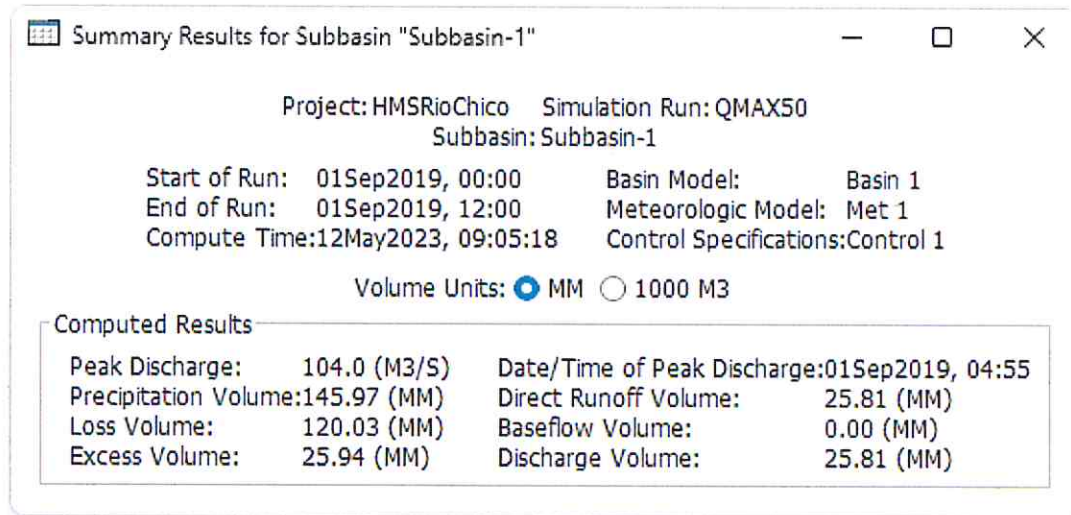 Summary Results for Subbasin "Subbasin-1"
Project: HMSRioChico Simulation Run: QMAX50
Subbasin: Subbasin-1
Start of Run: 01Sep2019, 00:00 Basin Model: Basin 1
End of Run: 01Sep2019, 12:00 Meteorologic Model: Met 1
Compute Time:12May2023, 09:05:18 Control Specifications:Control 1
Volume Units: MM 1000 M3
Computed Results
Peak Discharge: 104.0 (M3/S) Date/Time of Peak Discharge:01Sep2019, 04:55
Precipitation Volume:145.97 (MM) Direct Runoff Volume: 25.81 (MM)
Loss Volume: 120.03 (MM) Baseflow Volume: 0.00 (MM)
Excess Volume: 25.94 (MM) Discharge Volume: 25.81 (MM)